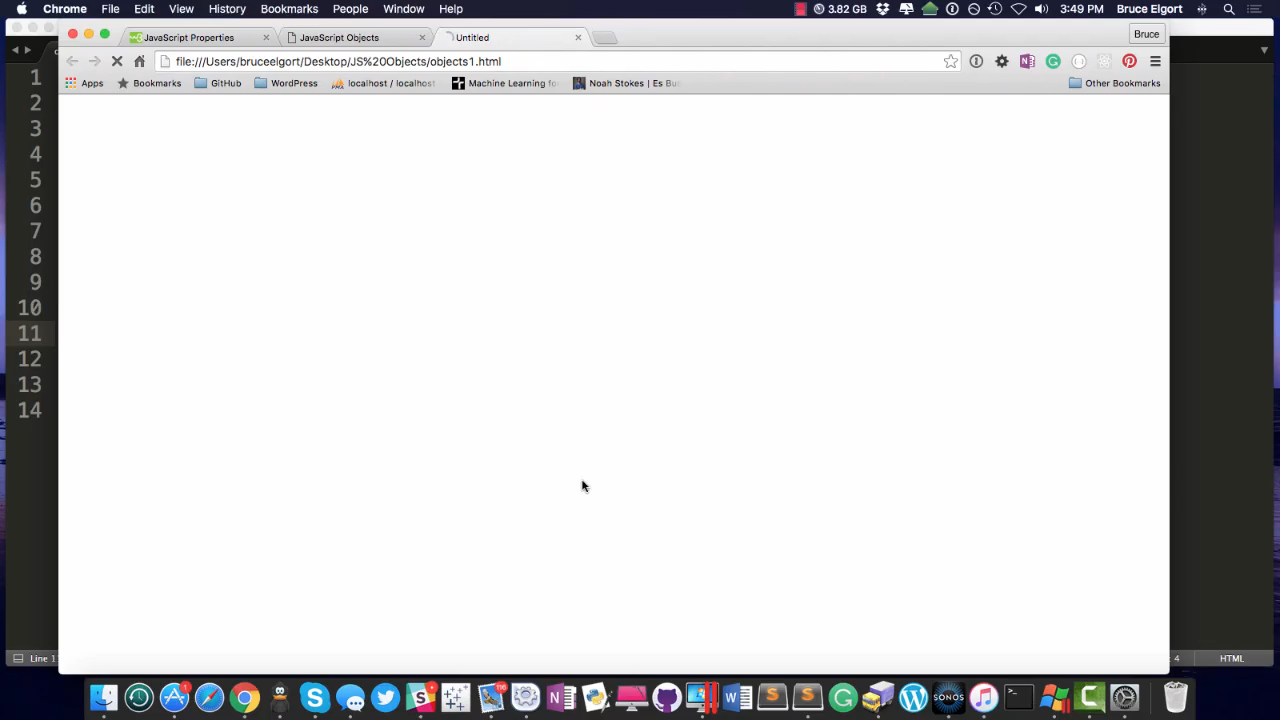 Chrome File Edit View History Bookmarks People Window Help 3.82 GB 3:49 PM Bruce Elgort
JavaScript Properties JavaScript Objects Untitled Bruce
file:///Users/bruceelgort/Desktop/JS%20Objects/objects1.html
Apps Bookmarks GitHub WordPress localhost / localhost Machine Learning fo Noah Stokes | Es Buc Other Bookmarks
1
2
3
4
5
6
7
8
9
10
11
12
13
14
Line 1 4 HTML